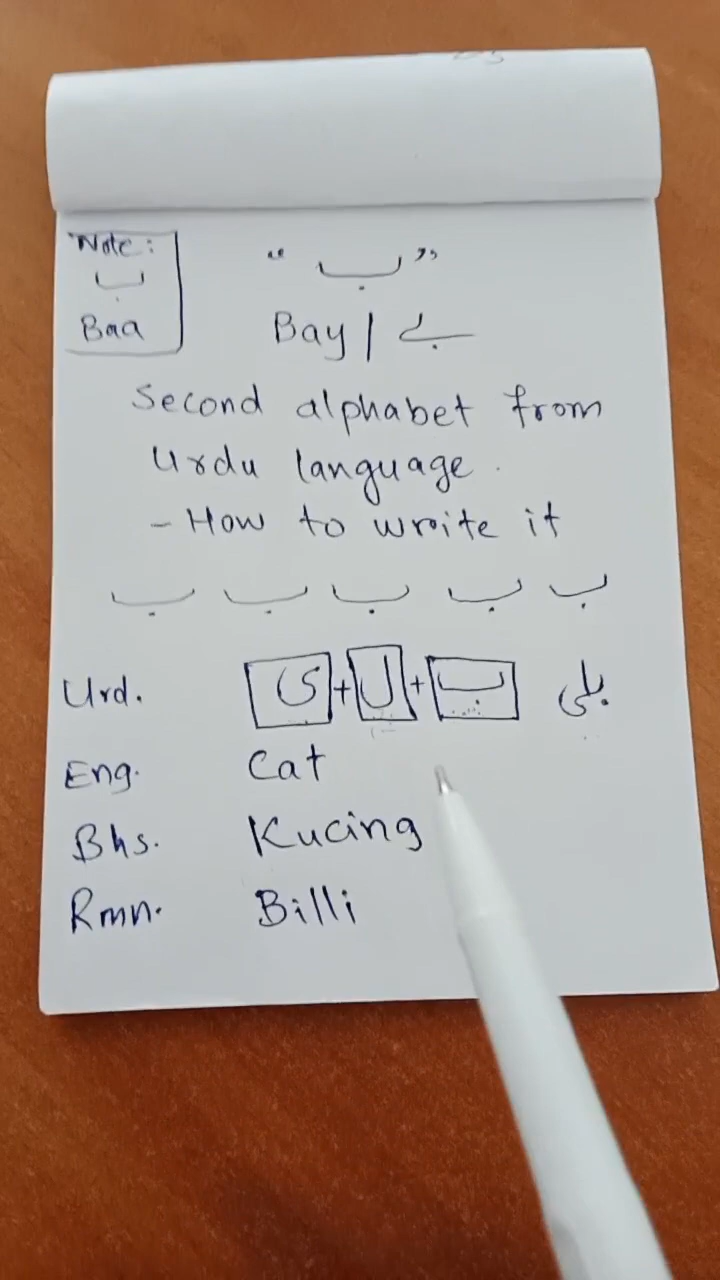 Note:
ب
Baa
"ب"
Bay | بے
Second alphabet from
Urdu language.
- How to wroite it
ب ب ب ب ب
Urd. بلی ب + ل + ی
Eng. Cat
Bhs. Kucing
Rmn. Billi